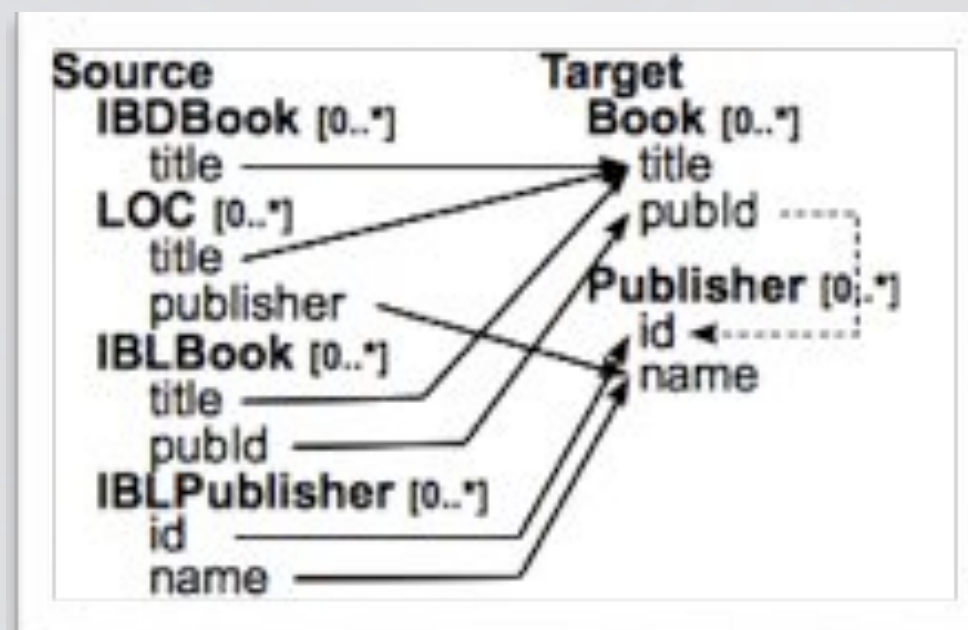 Source
IBDBook [0..*]
title
LOC [0..*]
title
publisher
IBLBook [0..*]
title
pubId
IBLPublisher [0..*]
id
name
Target
Book [0..*]
title
pubId
Publisher [0..*]
id
name